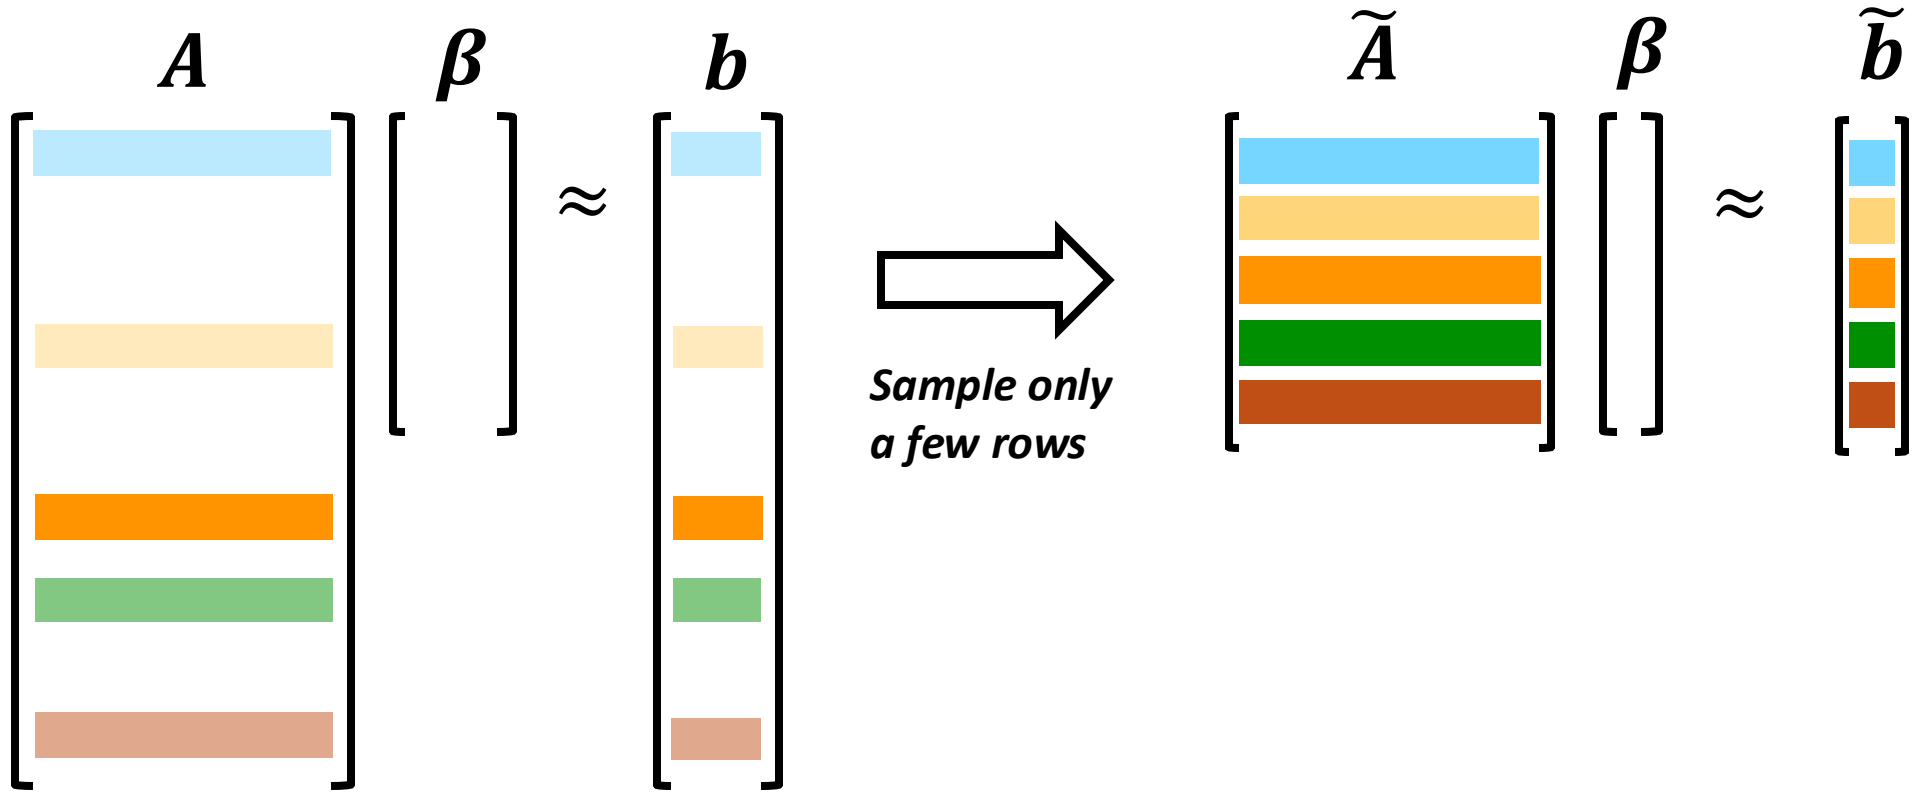 A β b
≈
Sample only
a few rows
Ã β b̃
≈